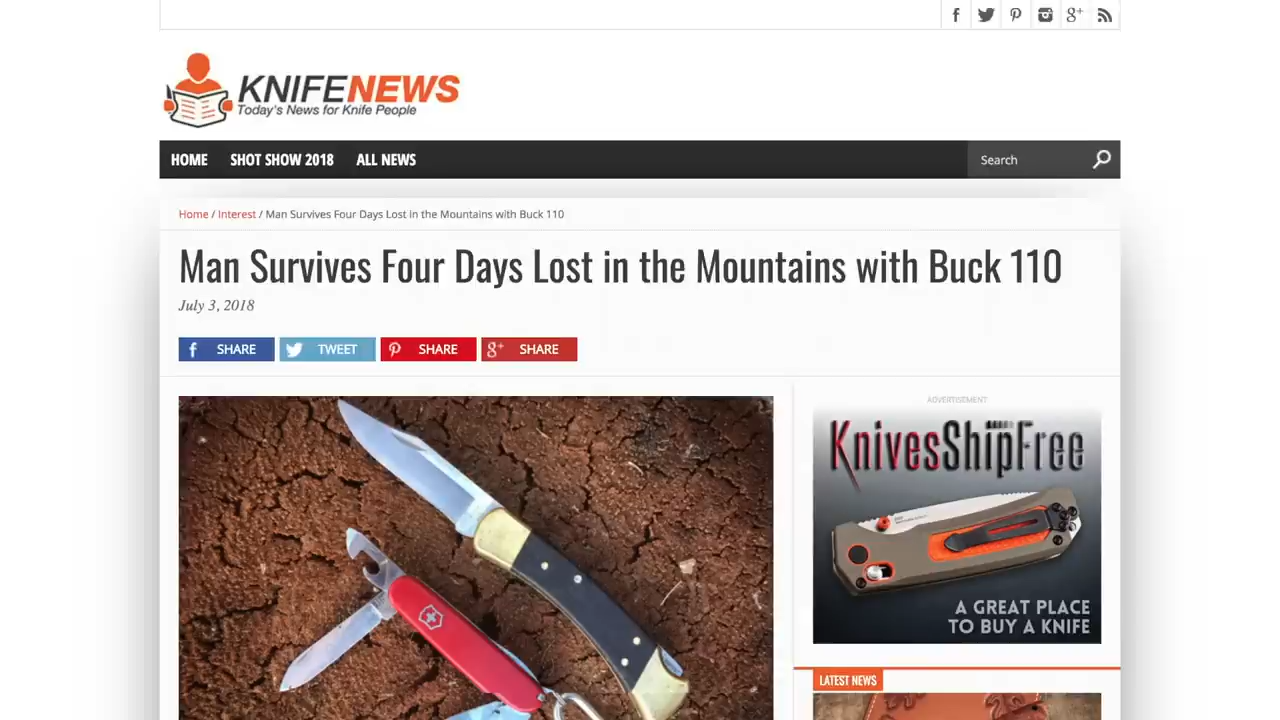 KNIFENEWS
Today's News for Knife People
HOME SHOT SHOW 2018 ALL NEWS Search
Home / Interest / Man Survives Four Days Lost in the Mountains with Buck 110
Man Survives Four Days Lost in the Mountains with Buck 110
July 3, 2018
SHARE TWEET SHARE SHARE
ADVERTISEMENT
KnivesShipFree
A GREAT PLACE
TO BUY A KNIFE
LATEST NEWS